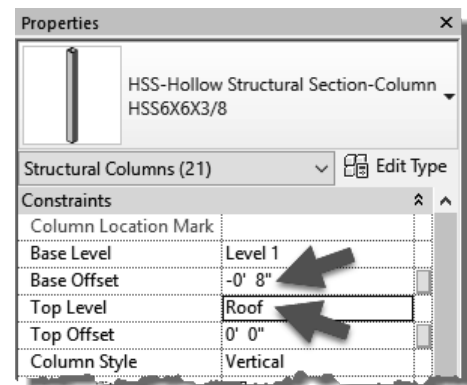 Properties ×
HSS-Hollow Structural Section-Column
HSS6X6X3/8
Structural Columns (21) Edit Type
Constraints
Column Location Mark
Base Level Level 1
Base Offset -0' 8"
Top Level Roof
Top Offset 0' 0"
Column Style Vertical